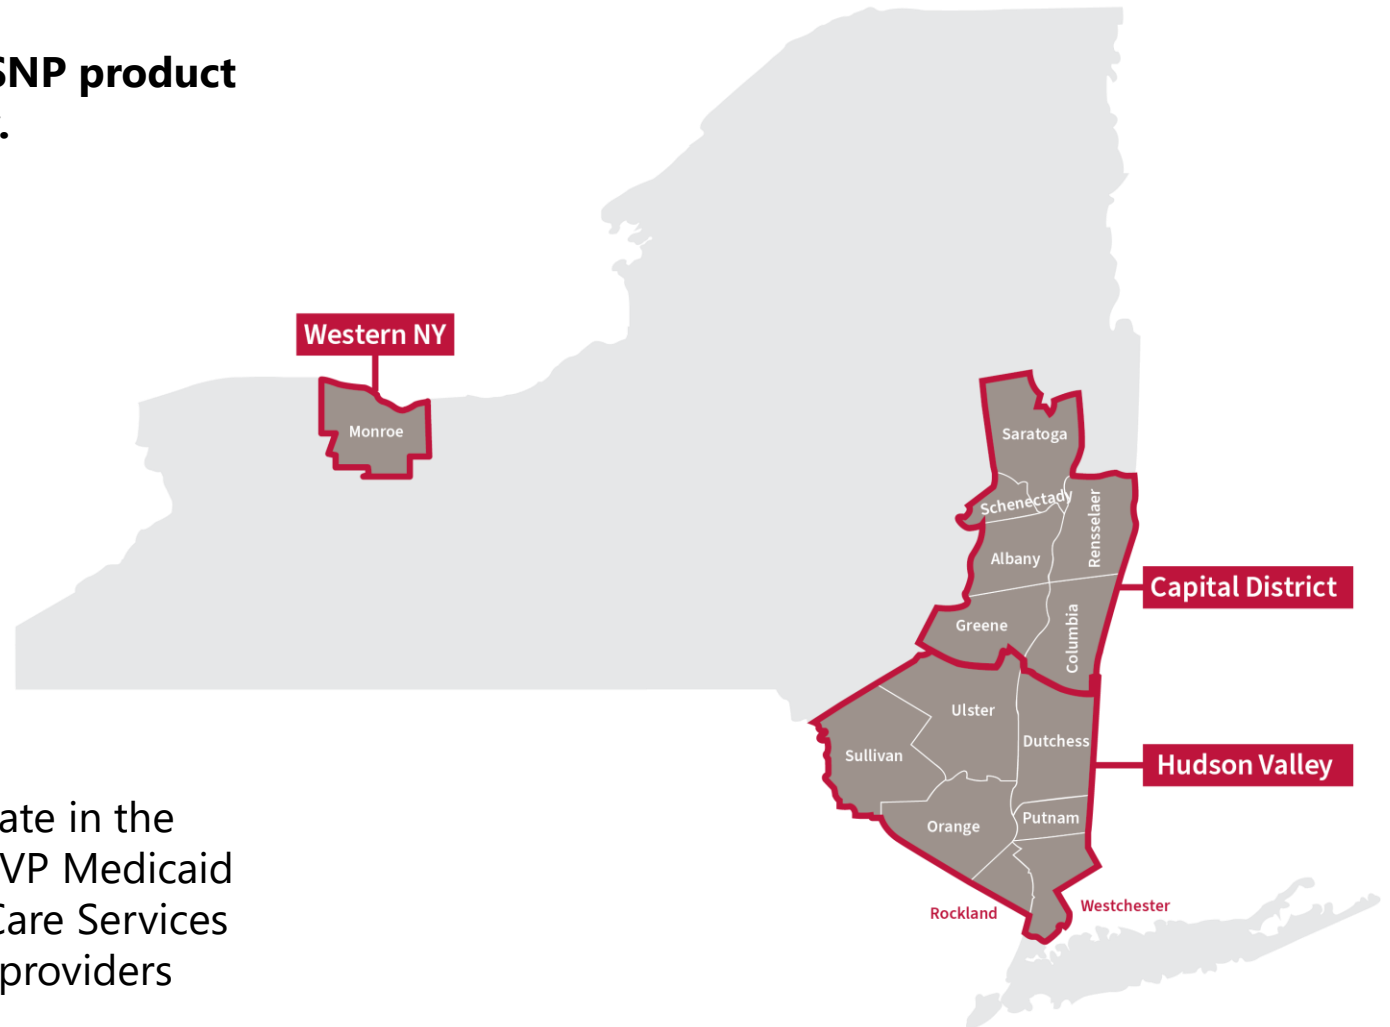 SNP product
.
Western NY
Monroe
Saratoga
Schenectady
Rensselaer
Albany
Capital District
Greene
Columbia
Ulster
Dutchess
Sullivan
Hudson Valley
Orange
Putnam
Rockland
Westchester
ate in the
VP Medicaid
Care Services
providers